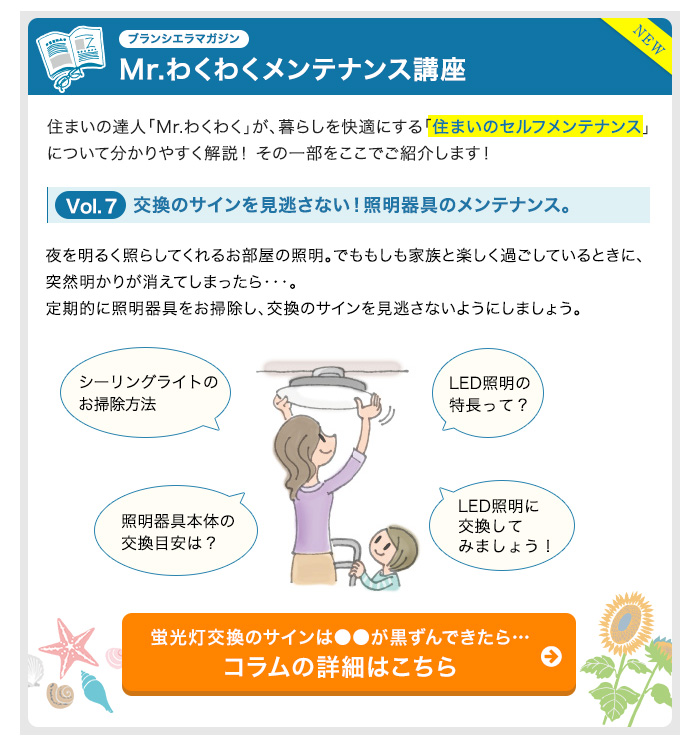 ブランシエラマガジン
NEW
Mr.わくわくメンテナンス講座
住まいの達人「Mr.わくわく」が、暮らしを快適にする「住まいのセルフメンテナンス」
について分かりやすく解説！ その一部をここでご紹介します！
Vol.7 交換のサインを見逃さない！照明器具のメンテナンス。
夜を明るく照らしてくれるお部屋の照明。でももしも家族と楽しく過ごしているときに、
突然明かりが消えてしまったら・・・。
定期的に照明器具をお掃除し、交換のサインを見逃さないようにしましょう。
シーリングライトの
お掃除方法
LED照明の
特長って？
照明器具本体の
交換目安は？
LED照明に
交換して
みましょう！
蛍光灯交換のサインは●●が黒ずんできたら…
コラムの詳細はこちら